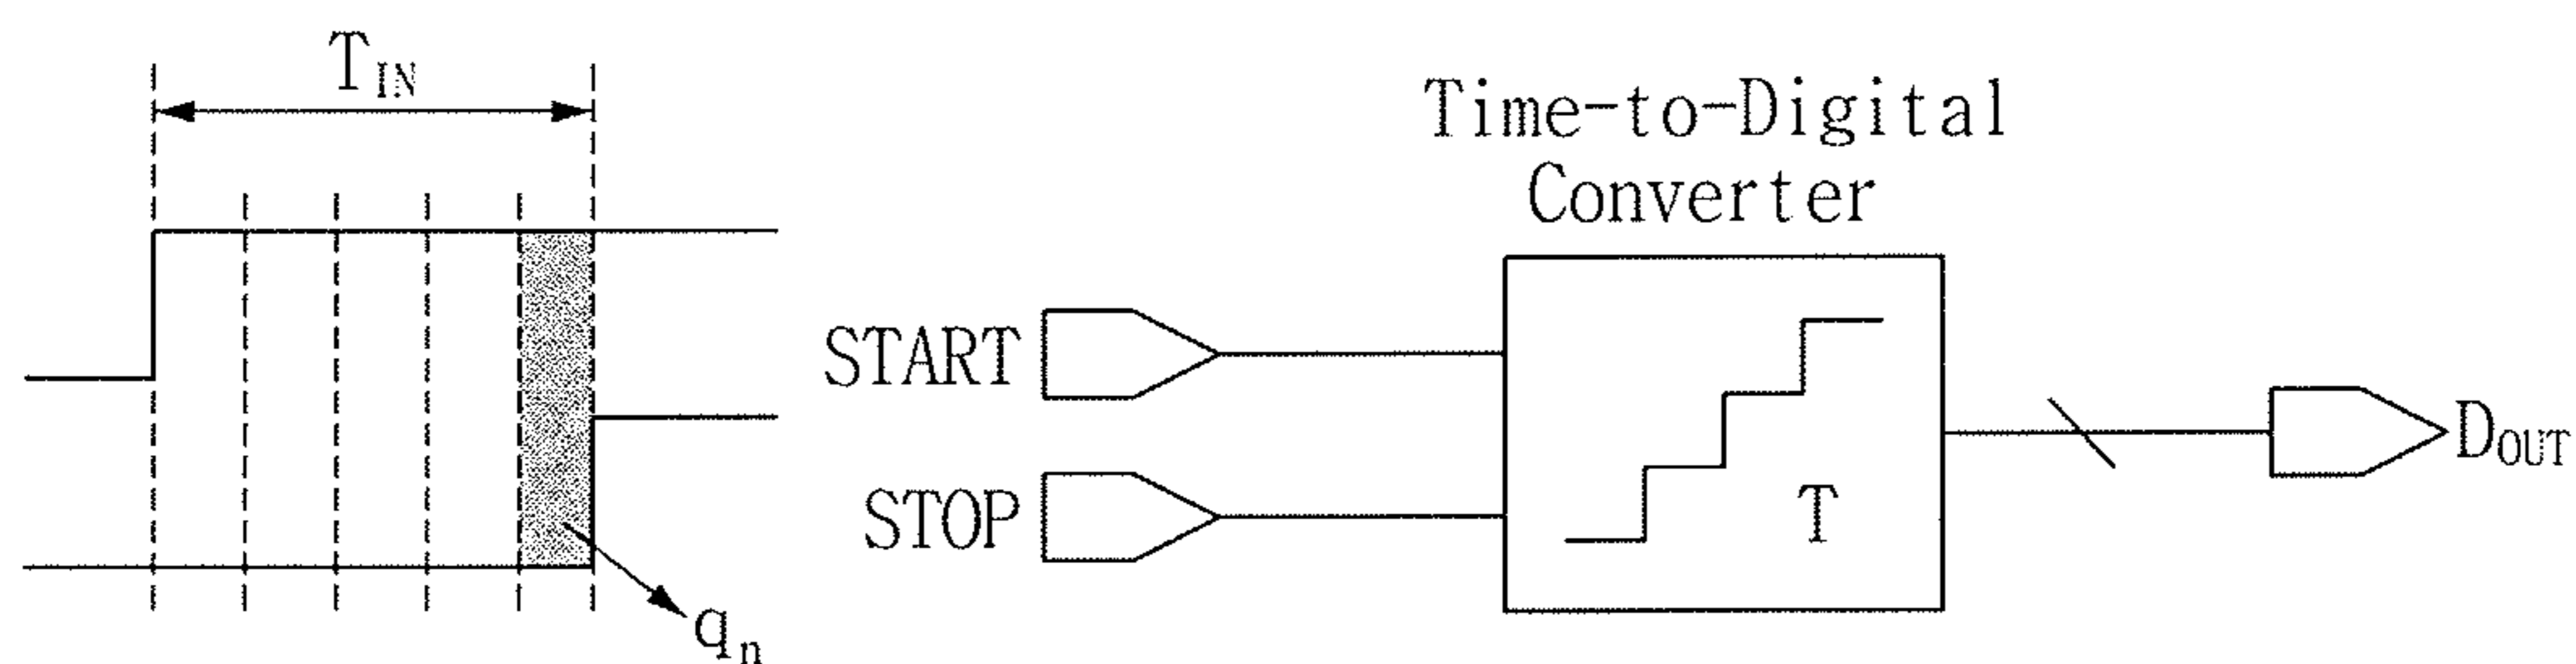 T_IN
Time-to-Digital
Converter
START
STOP
T
D_OUT
q_n